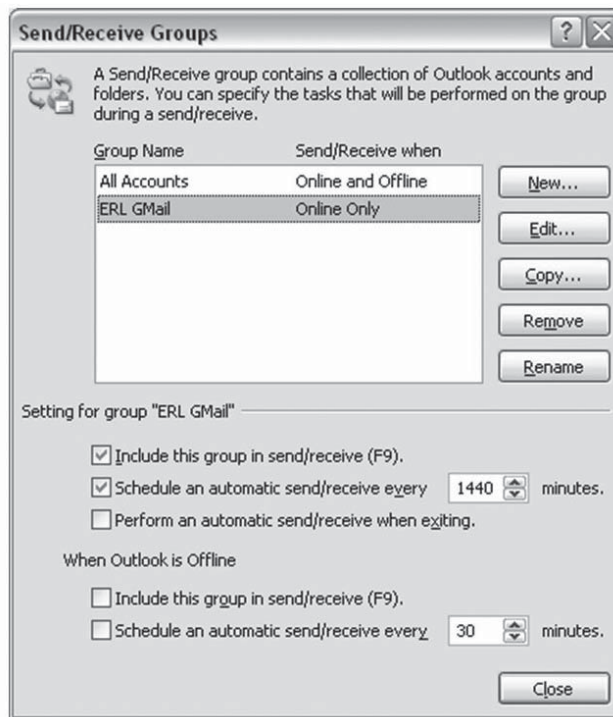 Send/Receive Groups
A Send/Receive group contains a collection of Outlook accounts and
folders. You can specify the tasks that will be performed on the group
during a send/receive.
Group Name Send/Receive when
All Accounts Online and Offline
ERL GMail Online Only
New...
Edit...
Copy...
Remove
Rename
Setting for group "ERL GMail"
Include this group in send/receive (F9).
Schedule an automatic send/receive every 1440 minutes.
Perform an automatic send/receive when exiting.
When Outlook is Offline
Include this group in send/receive (F9).
Schedule an automatic send/receive every 30 minutes.
Close